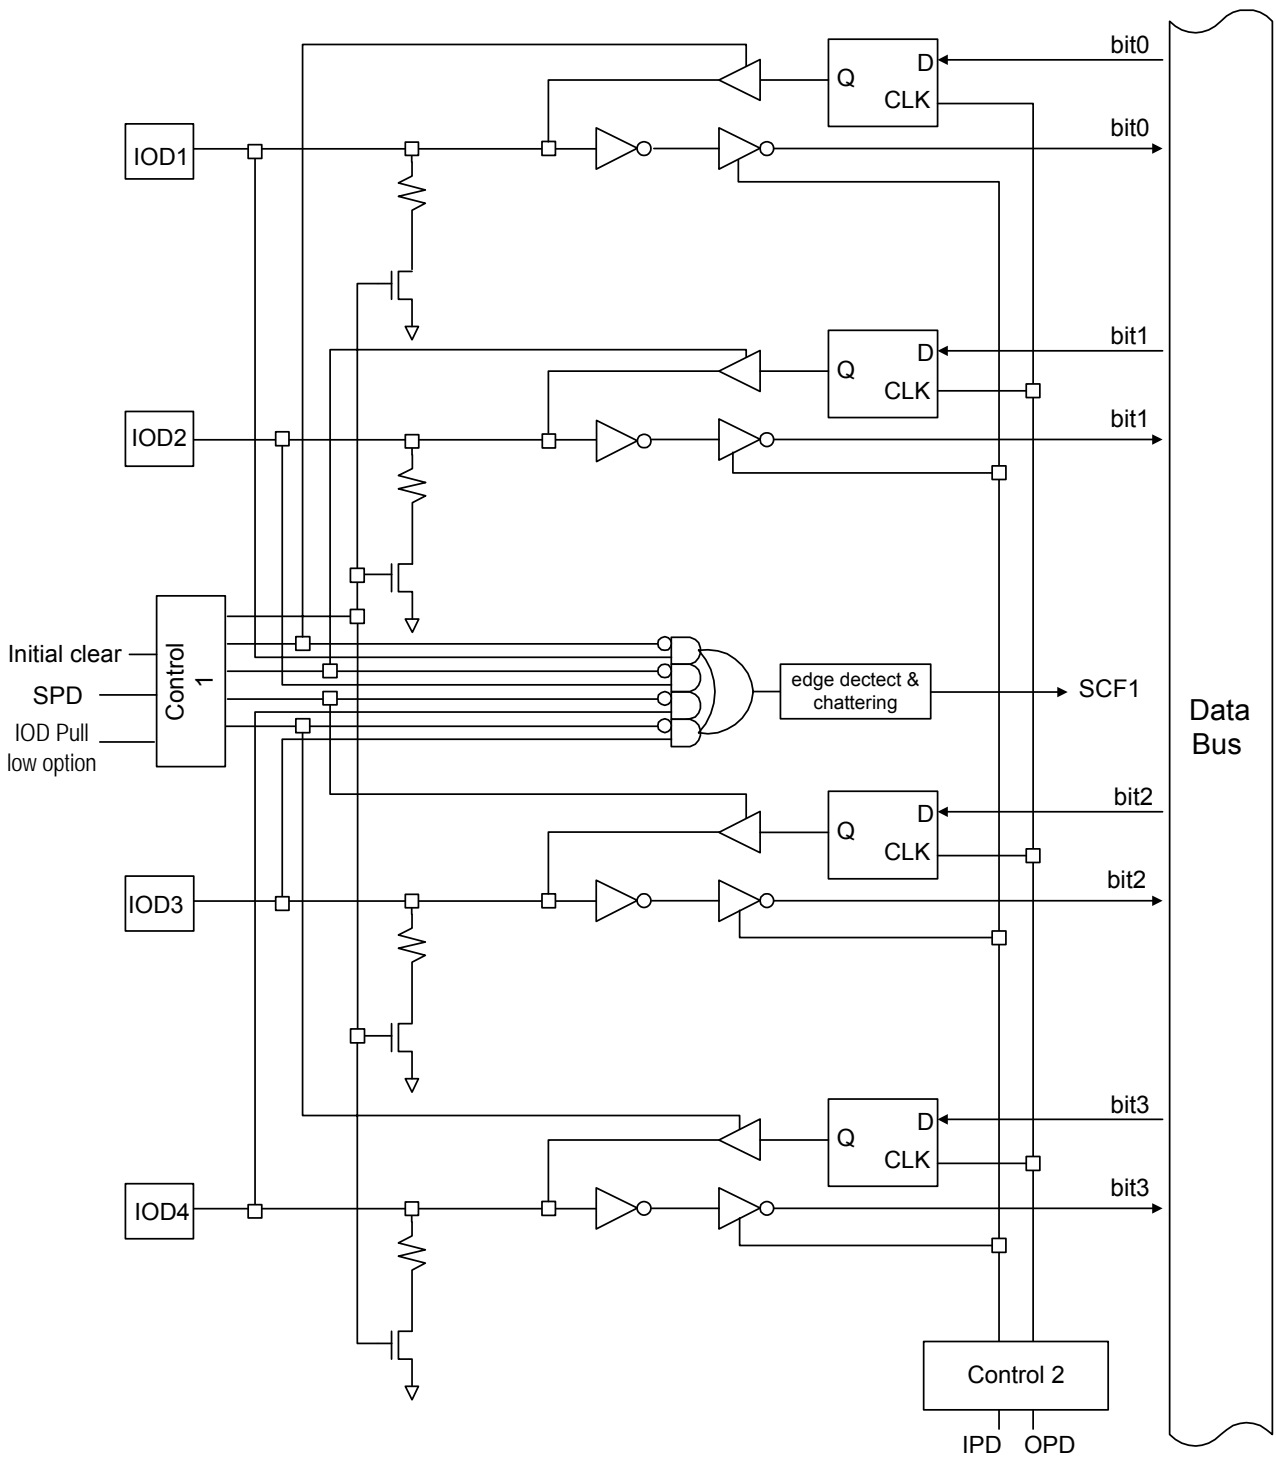 bit0
D
Q
CLK
bit0
IOD1
bit1
D
Q
CLK
bit1
IOD2
Initial clear
SPD
IOD Pull
low option
Control
1
edge dectect &
chattering
SCF1
Data
Bus
bit2
D
Q
CLK
bit2
IOD3
bit3
D
Q
CLK
bit3
IOD4
Control 2
IPD
OPD